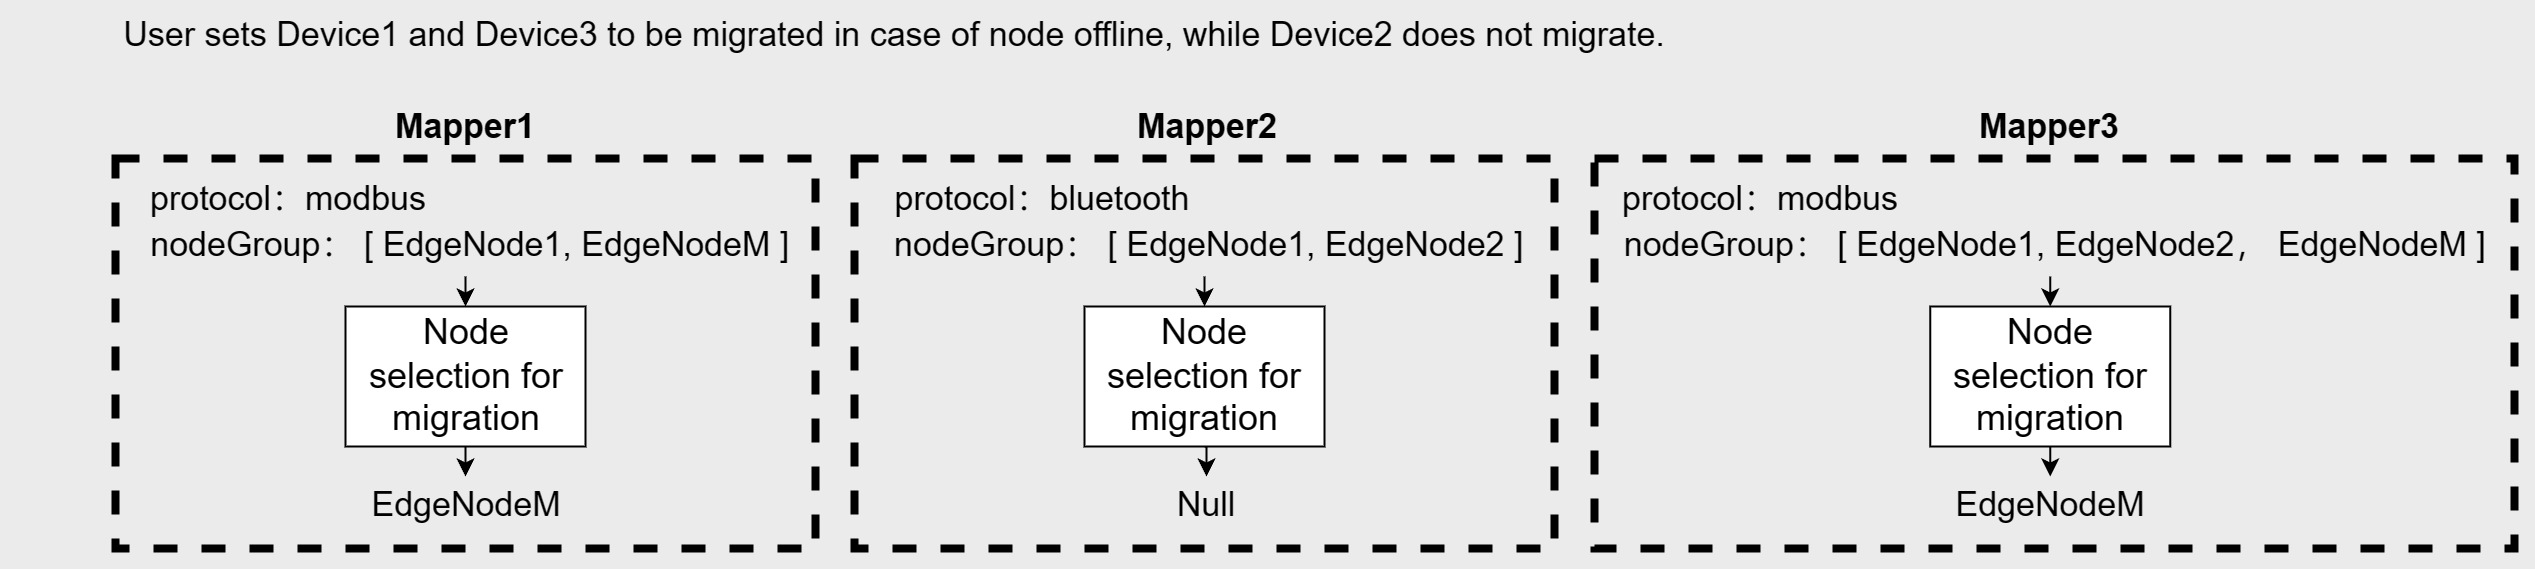 User sets Device1 and Device3 to be migrated in case of node offline, while Device2 does not migrate.
Mapper1
protocol：modbus
nodeGroup： [ EdgeNode1, EdgeNodeM ]
Node
selection for
migration
EdgeNodeM
Mapper2
protocol：bluetooth
nodeGroup： [ EdgeNode1, EdgeNode2 ]
Node
selection for
migration
Null
Mapper3
protocol：modbus
nodeGroup： [ EdgeNode1, EdgeNode2， EdgeNodeM ]
Node
selection for
migration
EdgeNodeM